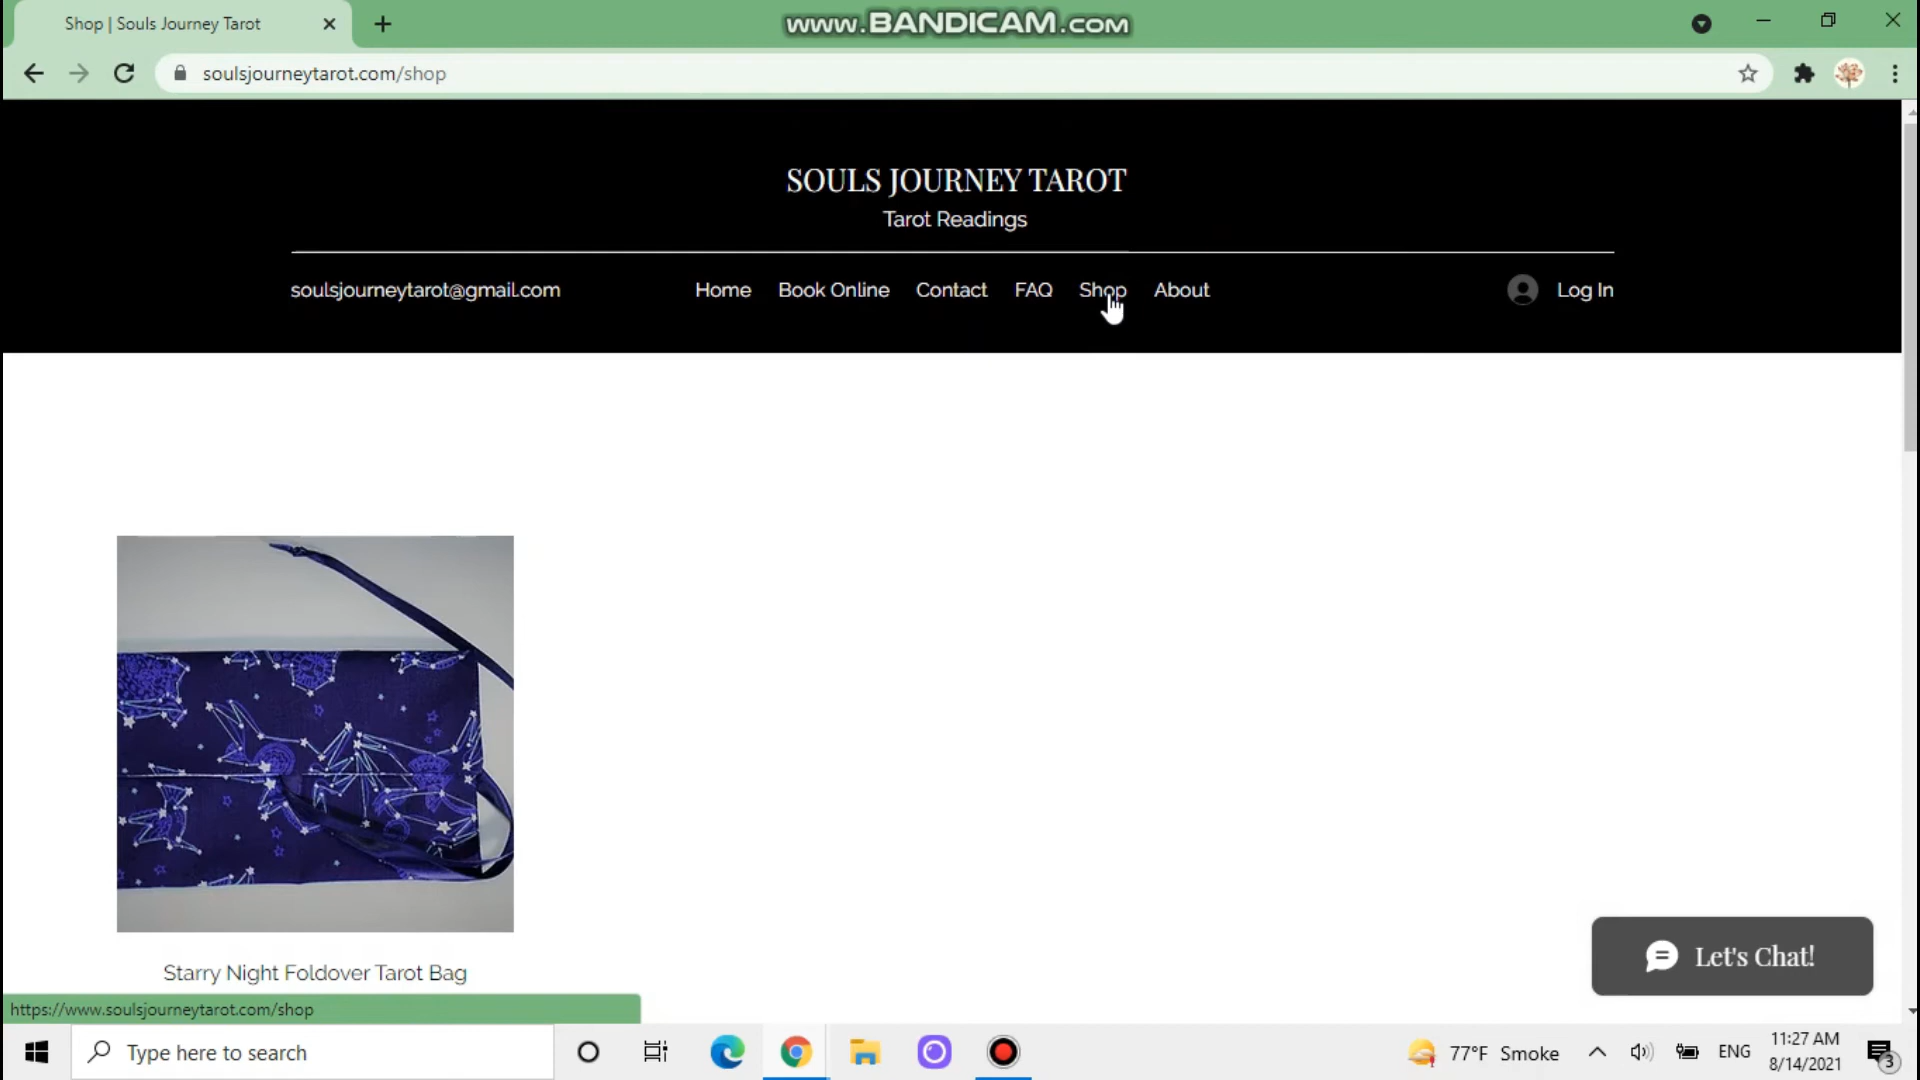 Shop | Souls Journey Tarot
www.BANDICAM.com
soulsjourneytarot.com/shop
SOULS JOURNEY TAROT
Tarot Readings
soulsjourneytarot@gmail.com Home Book Online Contact FAQ Shop About Log In
Starry Night Foldover Tarot Bag
Let's Chat!
https://www.soulsjourneytarot.com/shop
Type here to search
77°F Smoke
ENG
11:27 AM
8/14/2021
3